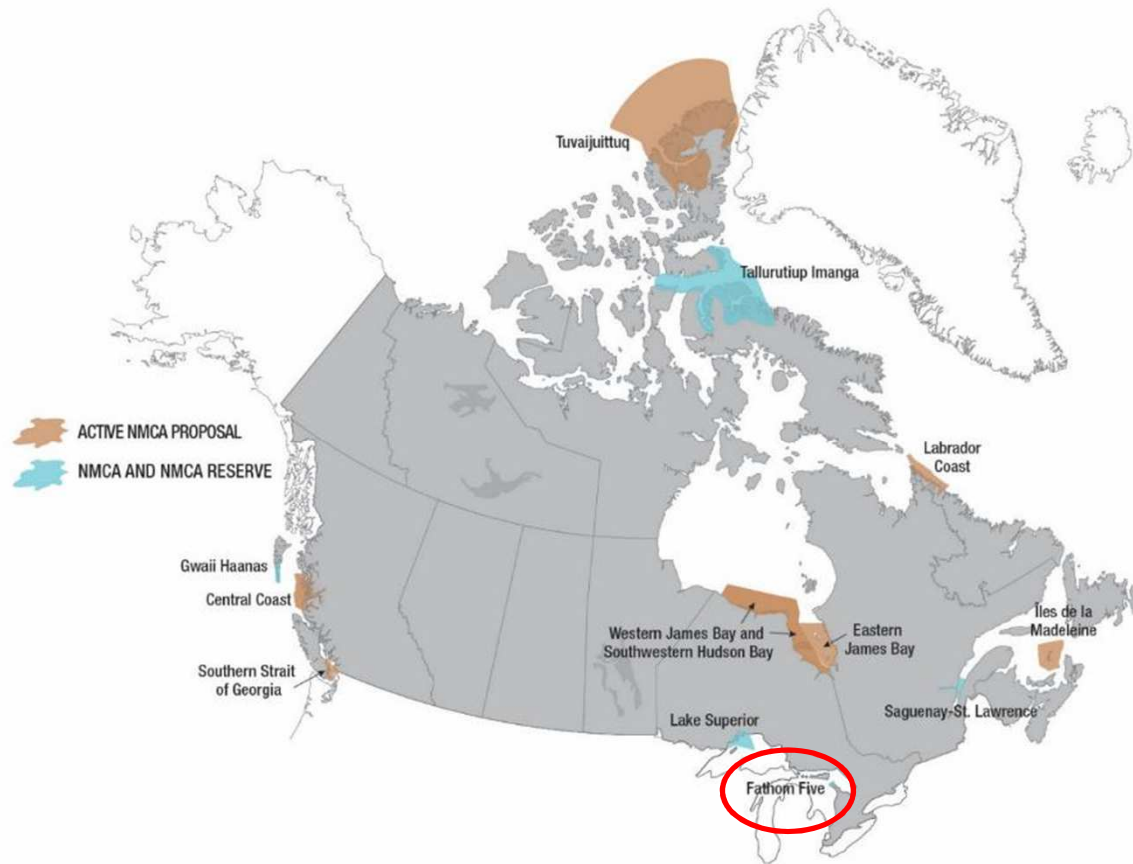 Tuvaijuittuq
Tallurutiup Imanga
ACTIVE NMCA PROPOSAL
NMCA AND NMCA RESERVE
Labrador
Coast
Gwaii Haanas
Central Coast
Southern Strait
of Georgia
Western James Bay and
Southwestern Hudson Bay
Eastern
James Bay
Îles de la
Madeleine
Saguenay-St. Lawrence
Lake Superior
Fathom Five